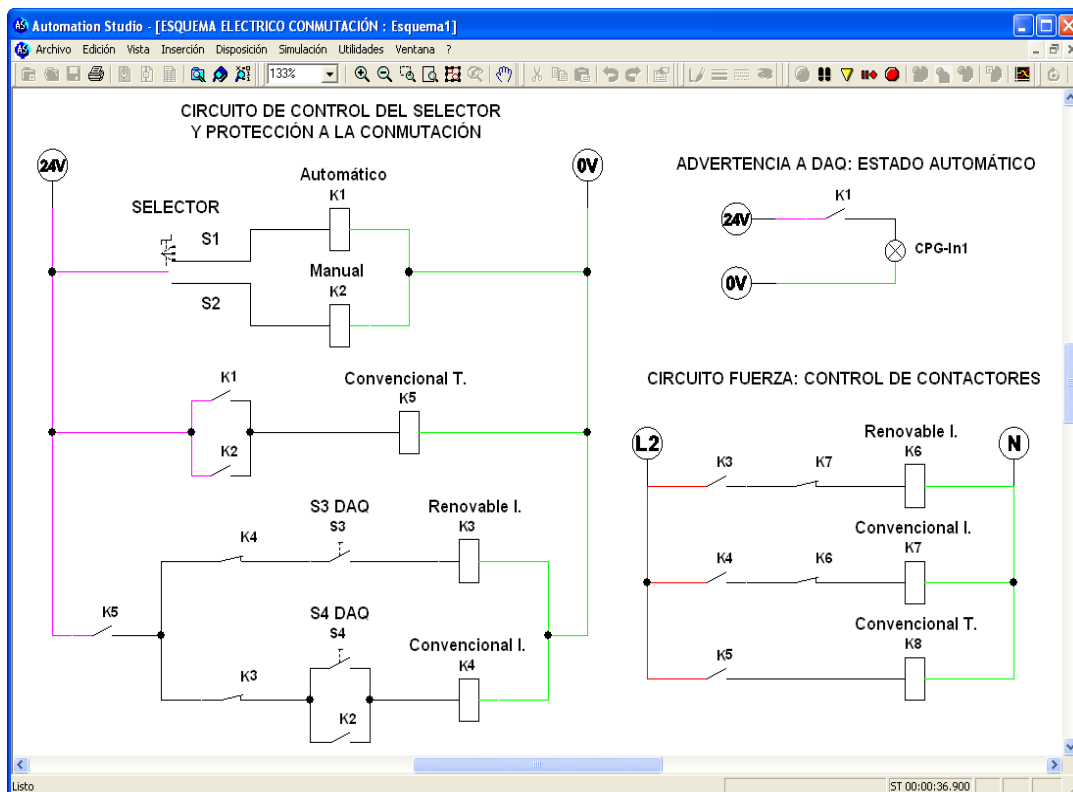 Automation Studio - [ESQUEMA ELECTRICO CONMUTACIÓN : Esquema1]
Archivo Edición Vista Inserción Disposición Simulación Utilidades Ventana ?
133%
CIRCUITO DE CONTROL DEL SELECTOR
Y PROTECCIÓN A LA CONMUTACIÓN
24V
0V
SELECTOR
S1
S2
Automático
K1
Manual
K2
K1
K2
Convencional T.
K5
K5
K4
S3 DAQ
S3
Renovable I.
K3
K3
S4 DAQ
S4
K2
Convencional I.
K4
ADVERTENCIA A DAQ: ESTADO AUTOMÁTICO
24V
K1
CPG-In1
0V
CIRCUITO FUERZA: CONTROL DE CONTACTORES
L2
N
K3
K7
Renovable I.
K6
K4
K6
Convencional I.
K7
K5
Convencional T.
K8
Listo
ST 00:00:36.900